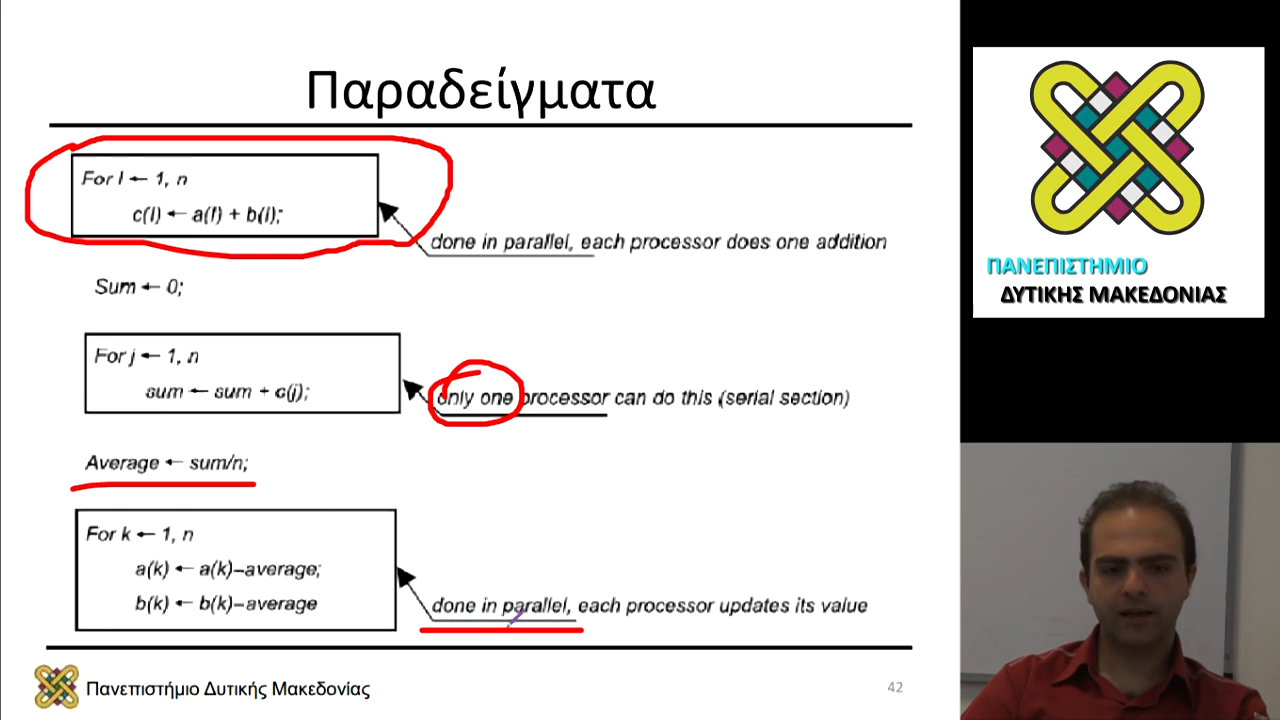 Παραδείγματα
For I ← 1, n
c(I) ← a(I) + b(I);
done in parallel, each processor does one addition
Sum ← 0;
For j ← 1, n
sum ← sum + c(j);
only one processor can do this (serial section)
Average ← sum/n;
For k ← 1, n
a(k) ← a(k)–average;
b(k) ← b(k)–average
done in parallel, each processor updates its value
Πανεπιστήμιο Δυτικής Μακεδονίας
42
ΠΑΝΕΠΙΣΤΗΜΙΟ
ΔΥΤΙΚΗΣ ΜΑΚΕΔΟΝΙΑΣ